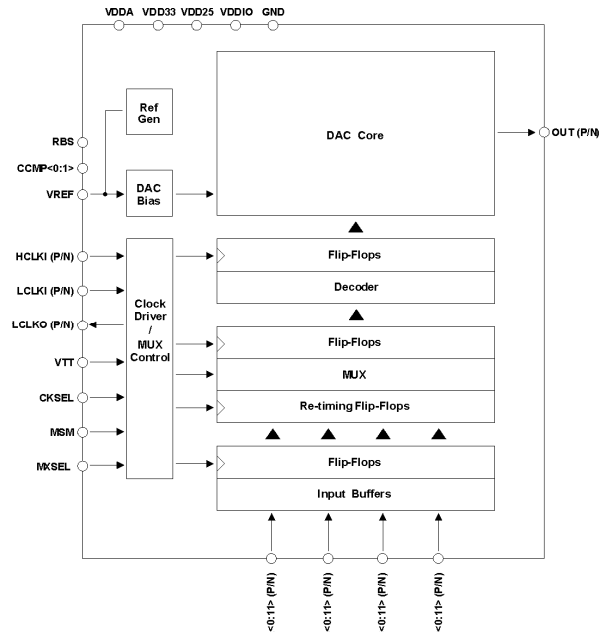 VDDA VDD33 VDD25 VDDIO GND
Ref
Gen
DAC Core
RBS
OUT (P/N)
CCMP<0:1>
VREF
DAC
Bias
HCLKI (P/N)
Flip-Flops
LCLKI (P/N)
Decoder
Clock
Driver
/
MUX
Control
LCLKO (P/N)
Flip-Flops
VTT
MUX
CKSEL
Re-timing Flip-Flops
MSM
MXSEL
Flip-Flops
Input Buffers
<0:11> (P/N)
<0:11> (P/N)
<0:11> (P/N)
<0:11> (P/N)